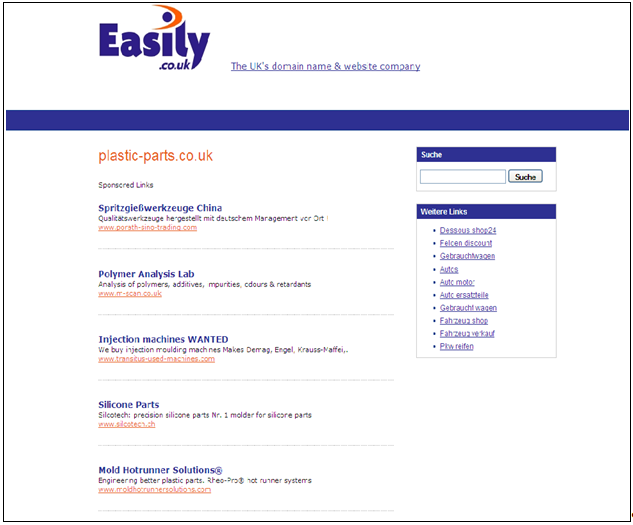 Easily
.co.uk
The UK's domain name & website company
plastic-parts.co.uk
Sponsored Links
Spritzgießwerkzeuge China
Qualitätswerkzeuge hergestellt mit deutschem Management vor Ort !
www.porath-sino-trading.com
Polymer Analysis Lab
Analysis of polymers, additives, impurities, odours & retardants
www.m-scan.co.uk
Injection machines WANTED
We buy injection moulding machines Makes Demag, Engel, Krauss-Maffei,.
www.transitus-used-machines.com
Silicone Parts
Silcotech: precision silicone parts Nr. 1 molder for silicone parts
www.silcotech.ch
Mold Hotrunner Solutions®
Engineering better plastic parts. Rheo-Pro® hot runner systems
www.moldhotrunnersolutions.com
Suche
Suche
Weitere Links
Dessous shop24
Felgen discount
Gebrauchtwagen
Autos
Auto motor
Auto ersatzteile
Gebraucht wagen
Fahrzeug shop
Fahrzeug verkauf
Pkw reifen